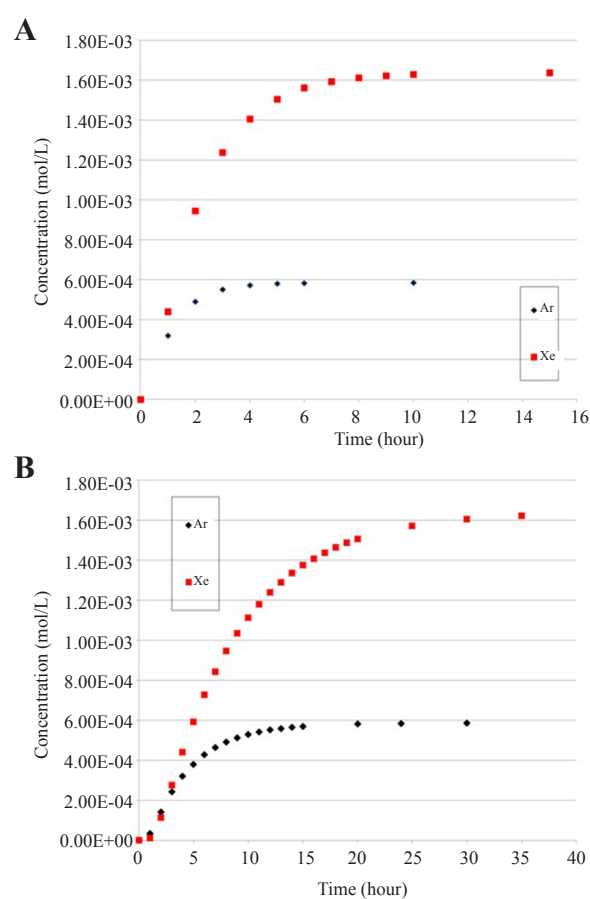 A
1.80E-03
1.60E-03
1.40E-03
1.20E-03
1.00E-03
8.00E-04
6.00E-04
4.00E-04
2.00E-04
0.00E+00
Concentration (mol/L)
Ar
Xe
0 2 4 6 8 10 12 14 16
Time (hour)
B
1.80E-03
1.60E-03
1.40E-03
1.20E-03
1.00E-03
8.00E-04
6.00E-04
4.00E-04
2.00E-04
0.00E+00
Concentration (mol/L)
Ar
Xe
0 5 10 15 20 25 30 35 40
Time (hour)